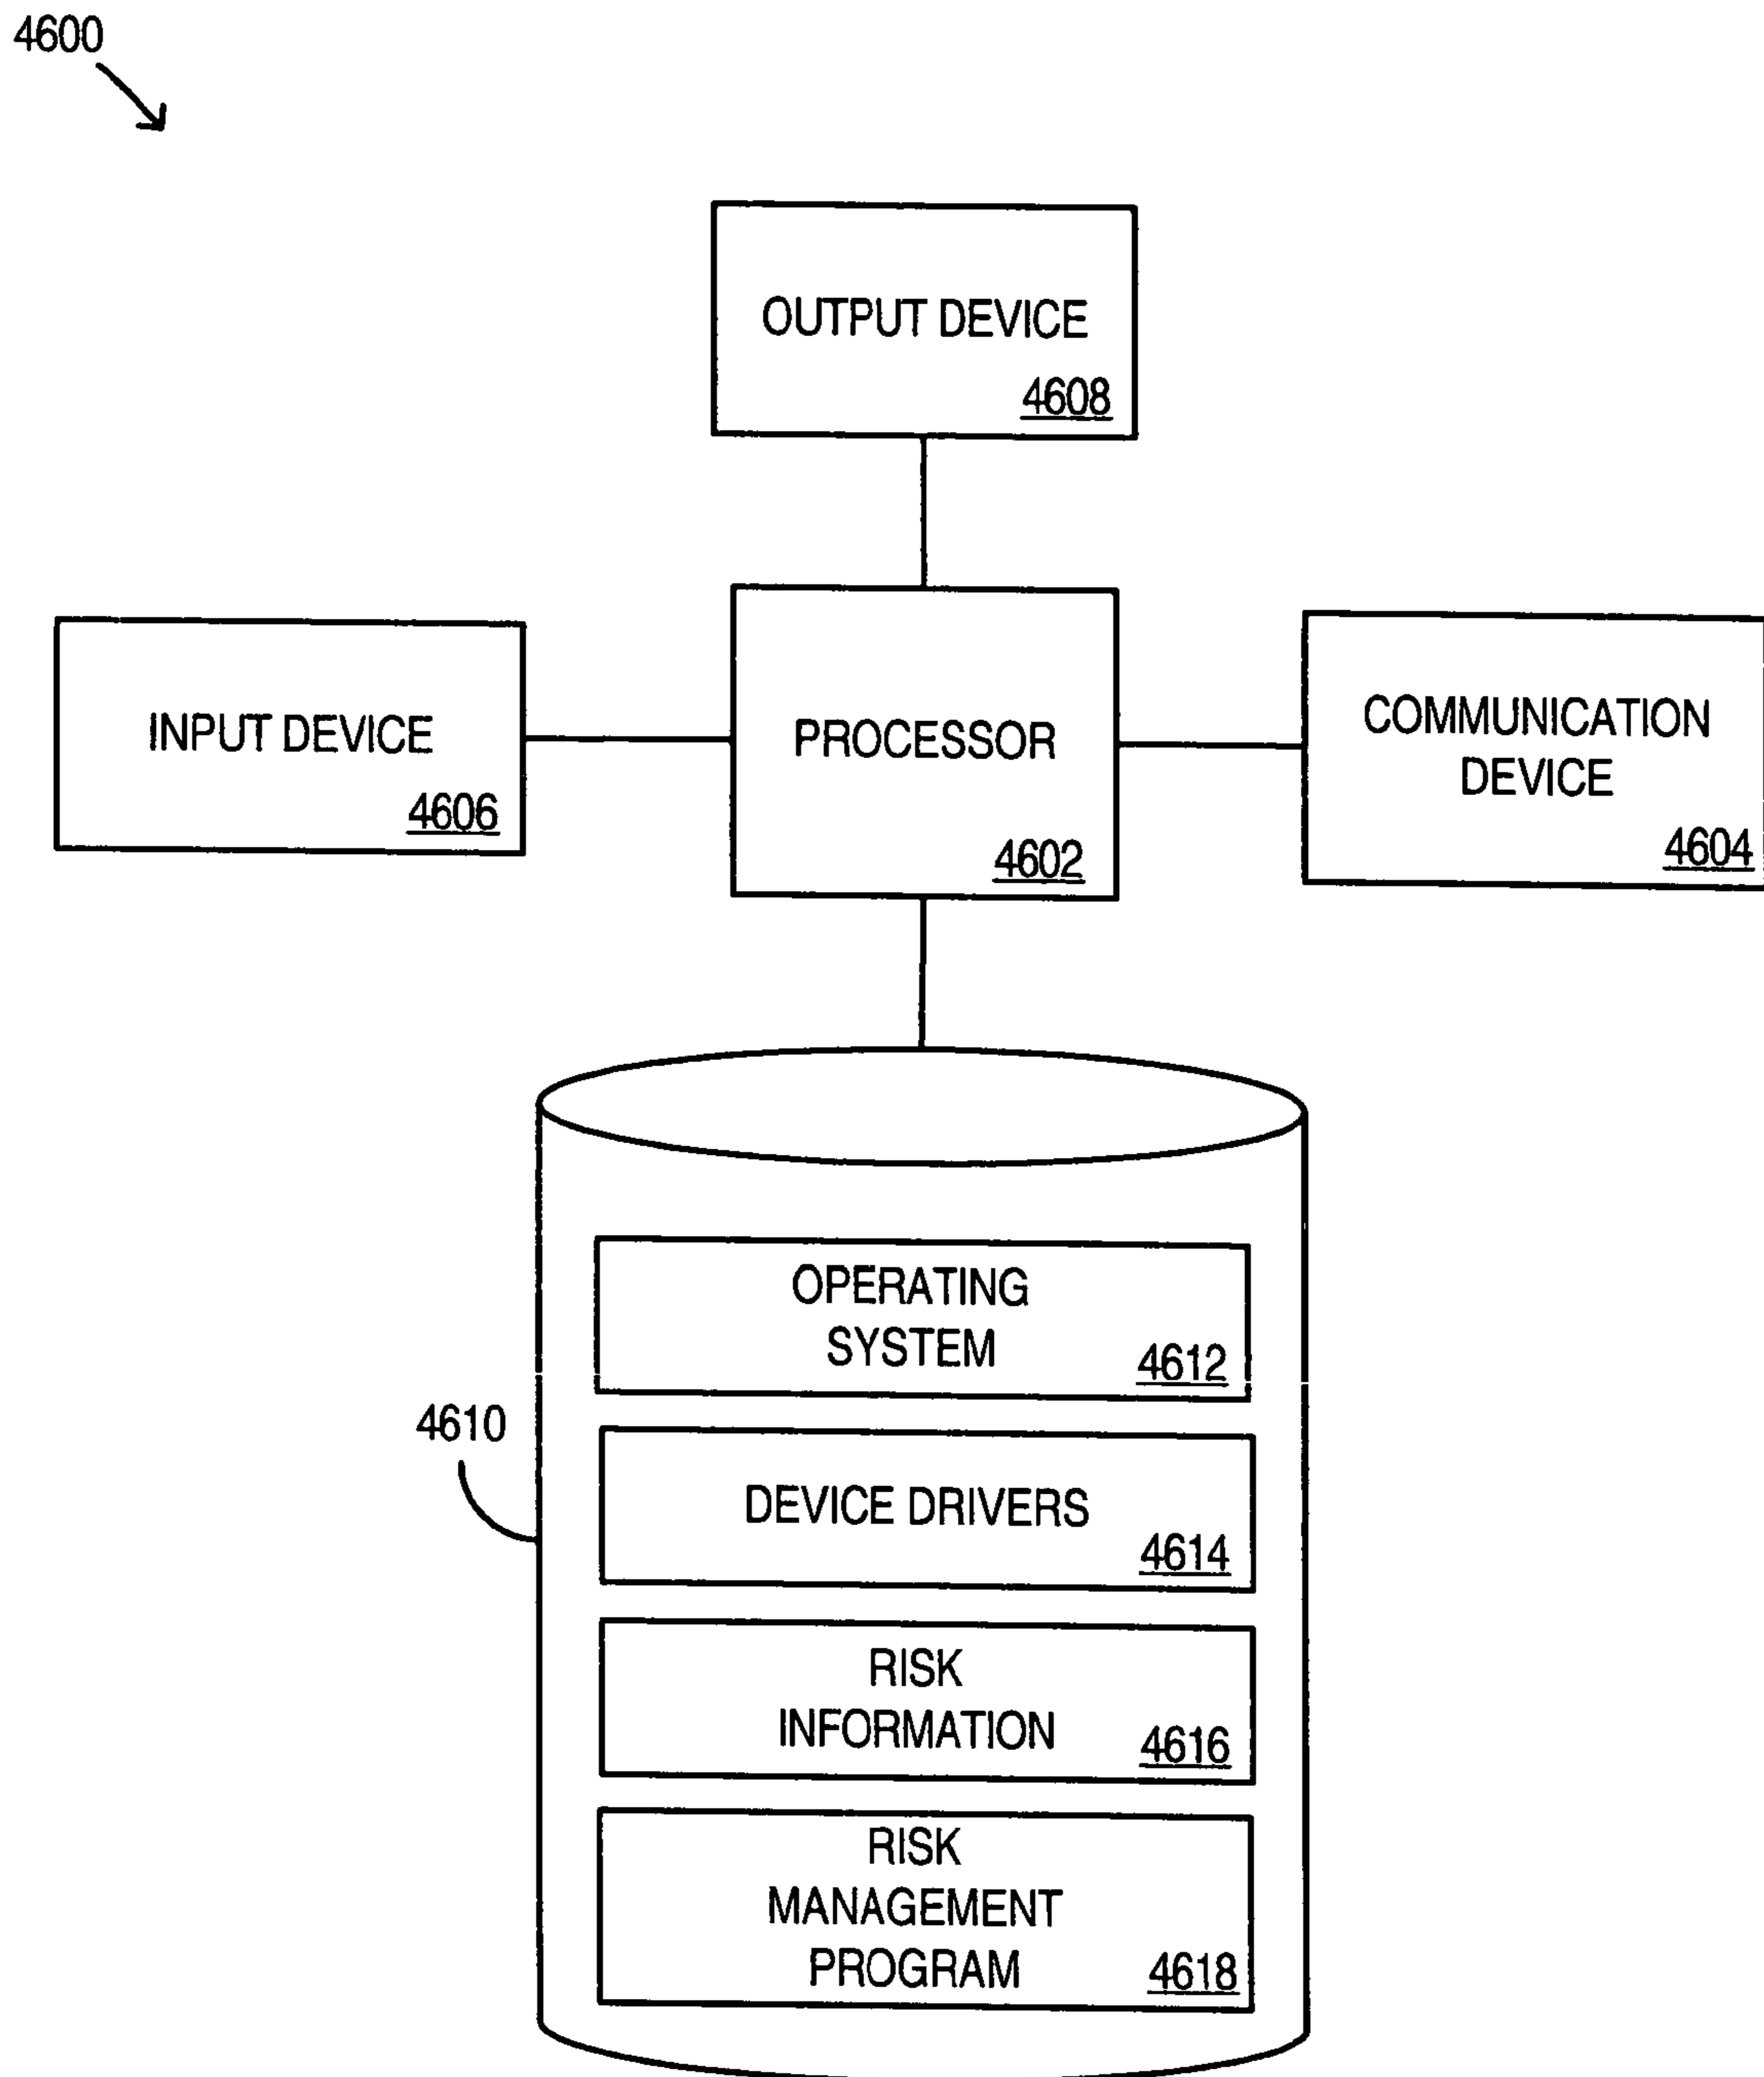 4600
OUTPUT DEVICE
4608
INPUT DEVICE
4606
PROCESSOR
4602
COMMUNICATION
DEVICE
4604
4610
OPERATING
SYSTEM
4612
DEVICE DRIVERS
4614
RISK
INFORMATION
4616
RISK
MANAGEMENT
PROGRAM
4618